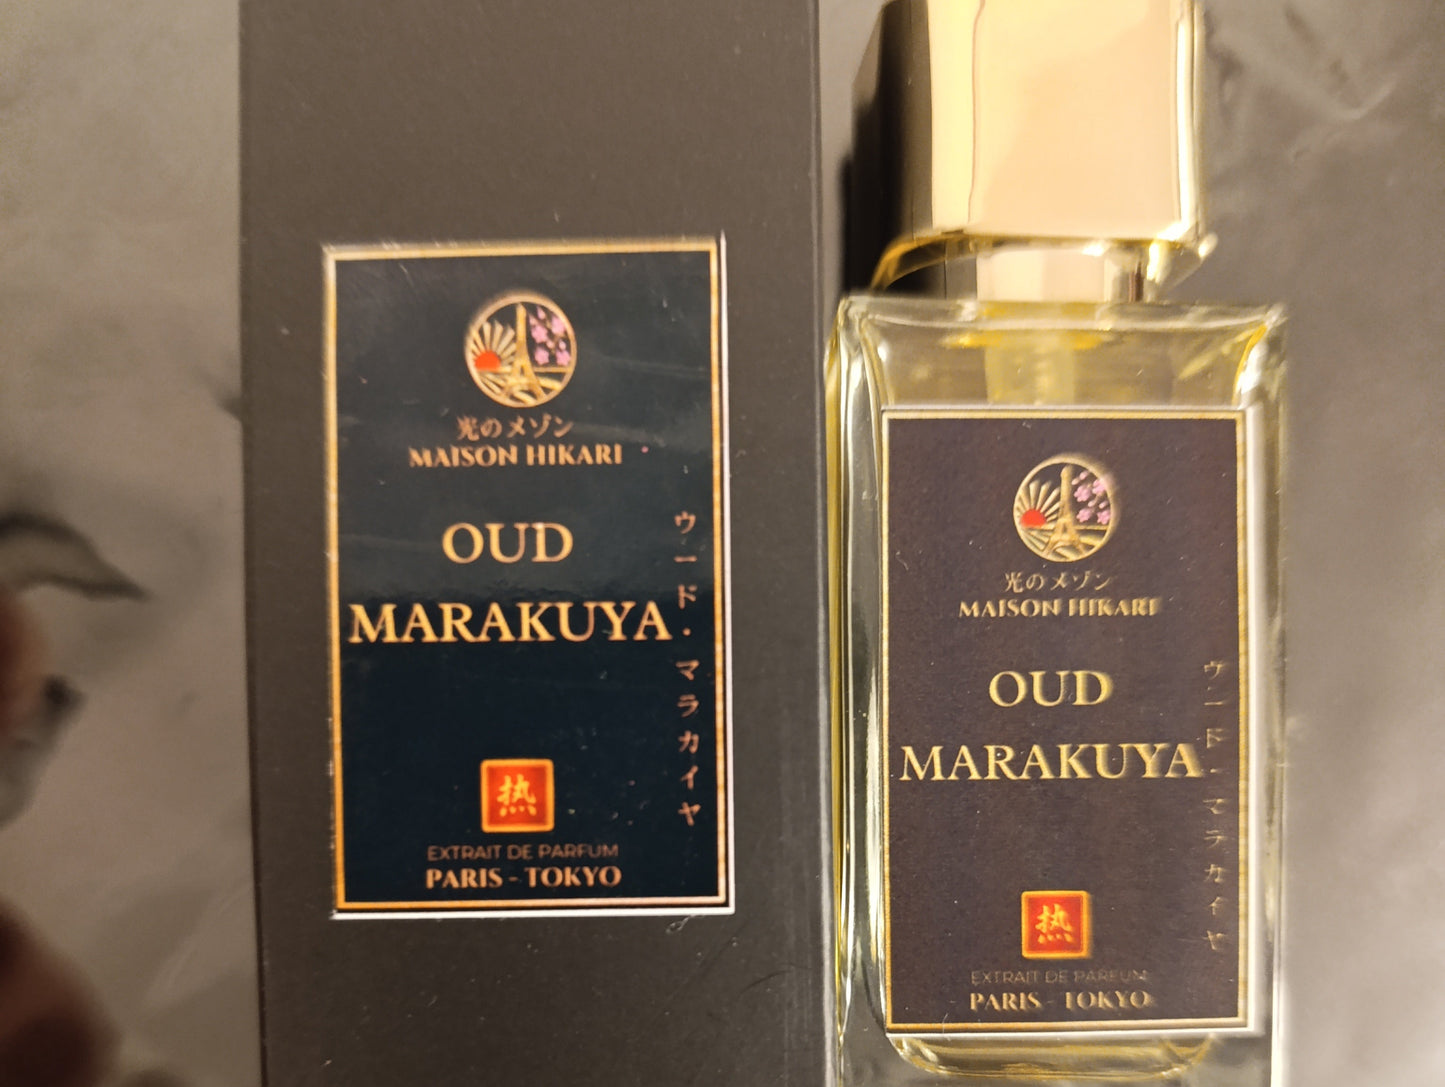 光のメゾン
MAISON HIKARI
OUD
MARAKUYA
ウード・マラカイヤ
热
EXTRAIT DE PARFUM
PARIS - TOKYO
光のメゾン
MAISON HIKARI
OUD
MARAKUYA
ウード・マラカイヤ
热
EXTRAIT DE PARFUM
PARIS - TOKYO